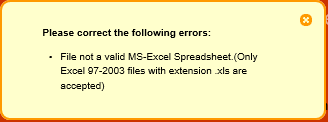 Please correct the following errors:
• File not a valid MS-Excel Spreadsheet.(Only
Excel 97-2003 files with extension .xls are
accepted)